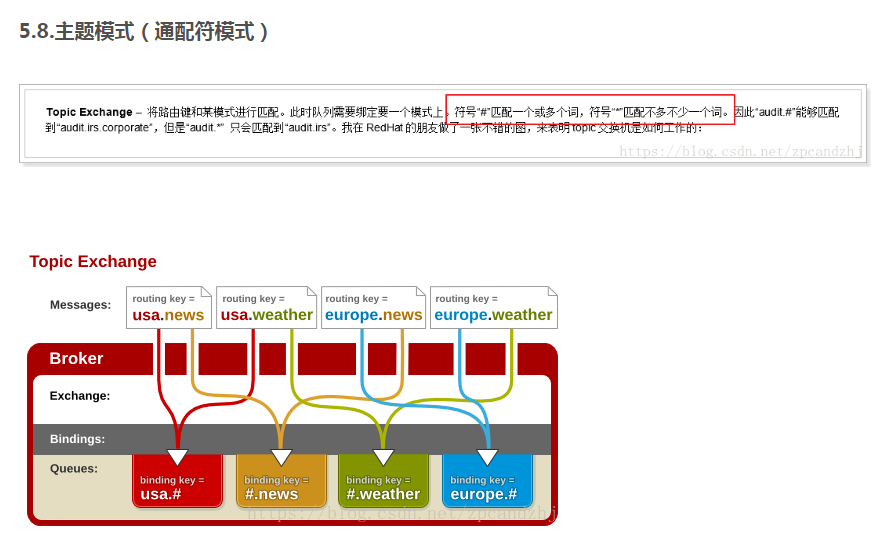 5.8.主题模式（通配符模式）
Topic Exchange – 将路由键和某模式进行匹配。此时队列需要绑定要一个模式上。符号“#”匹配一个或多个词，符号“*”匹配不多不少一个词。因此“audit.#”能够匹配
到“audit.irs.corporate”，但是“audit.*” 只会匹配到“audit.irs”。我在 RedHat 的朋友做了一张不错的图，来表明 topic 交换机是如何工作的：
https://blog.csdn.net/zpcandzhj
Topic Exchange
Messages:
routing key =
usa.news
routing key =
usa.weather
routing key =
europe.news
routing key =
europe.weather
Broker
Exchange:
Bindings:
Queues:
binding key =
usa.#
binding key =
#.news
binding key =
#.weather
binding key =
europe.#
https://blog.csdn.net/zpcandzhj